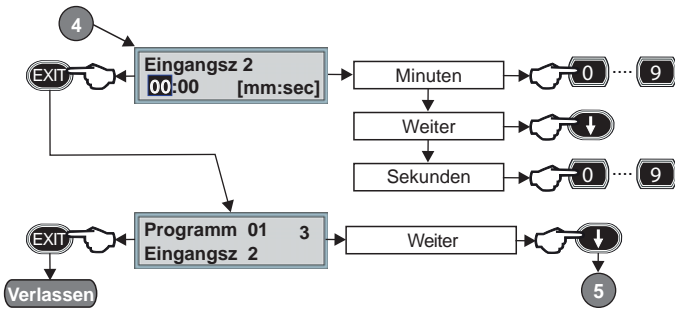 4
EXIT
Eingangsz 2
00:00 [mm:sec]
Minuten
0 .... 9
Weiter
Sekunden
0 .... 9
EXIT
Programm 01 3
Eingangsz 2
Weiter
Verlassen
5